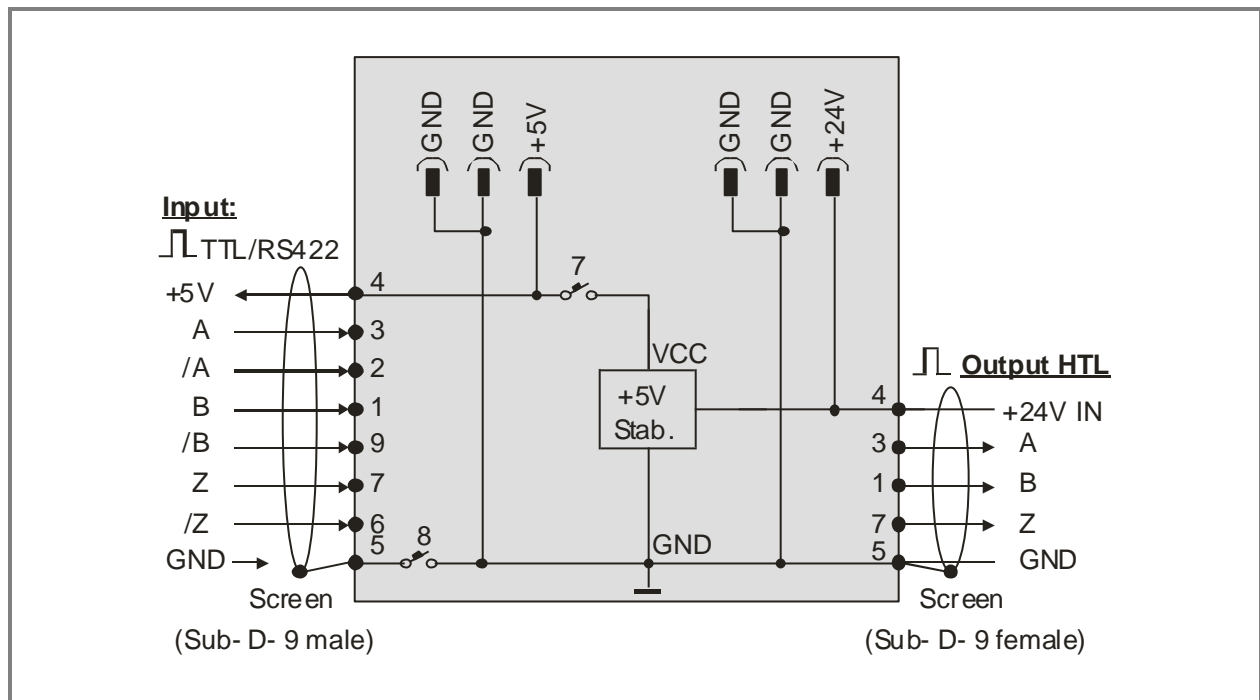 GND
GND
+5V
GND
GND
+24V
Input:
TTL/RS422
+5V
4
7
A
3
/A
2
VCC
Output HTL
B
1
+5V
Stab.
4
+24V IN
/B
9
3
A
Z
7
1
B
/Z
6
7
Z
GND
5
8
GND
5
GND
Screen
(Sub-D-9 male)
Screen
(Sub-D-9 female)